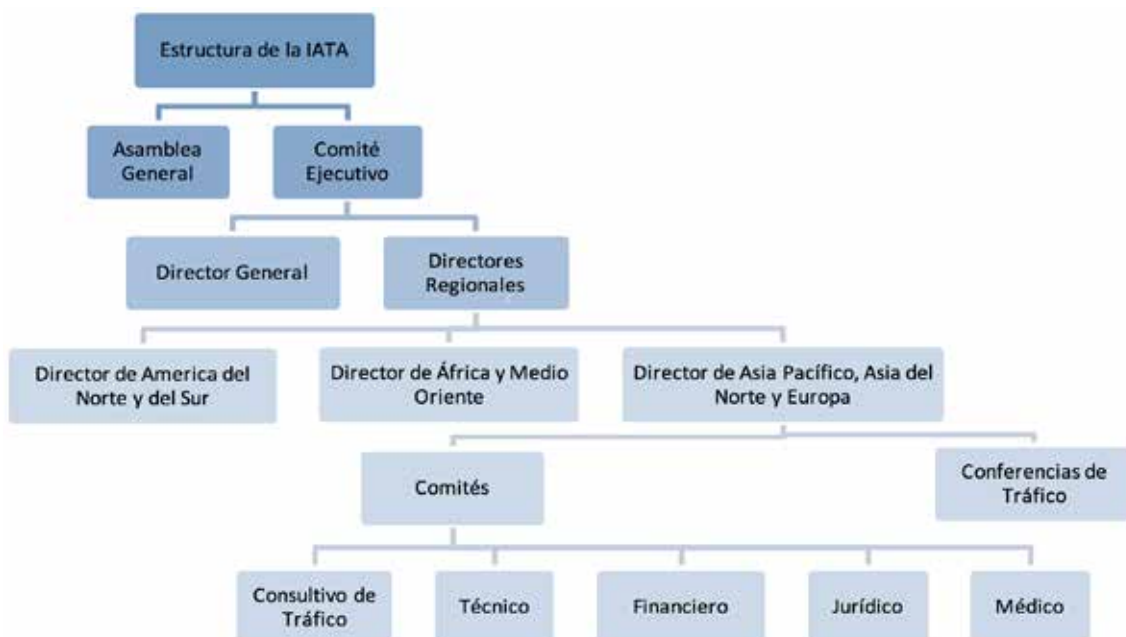 Estructura de la IATA
Asamblea
General
Comité
Ejecutivo
Director General
Directores
Regionales
Director de America del
Norte y del Sur
Director de África y Medio
Oriente
Director de Asia Pacífico, Asia del
Norte y Europa
Comités
Conferencias de
Tráfico
Consultivo de
Tráfico
Técnico
Financiero
Jurídico
Médico